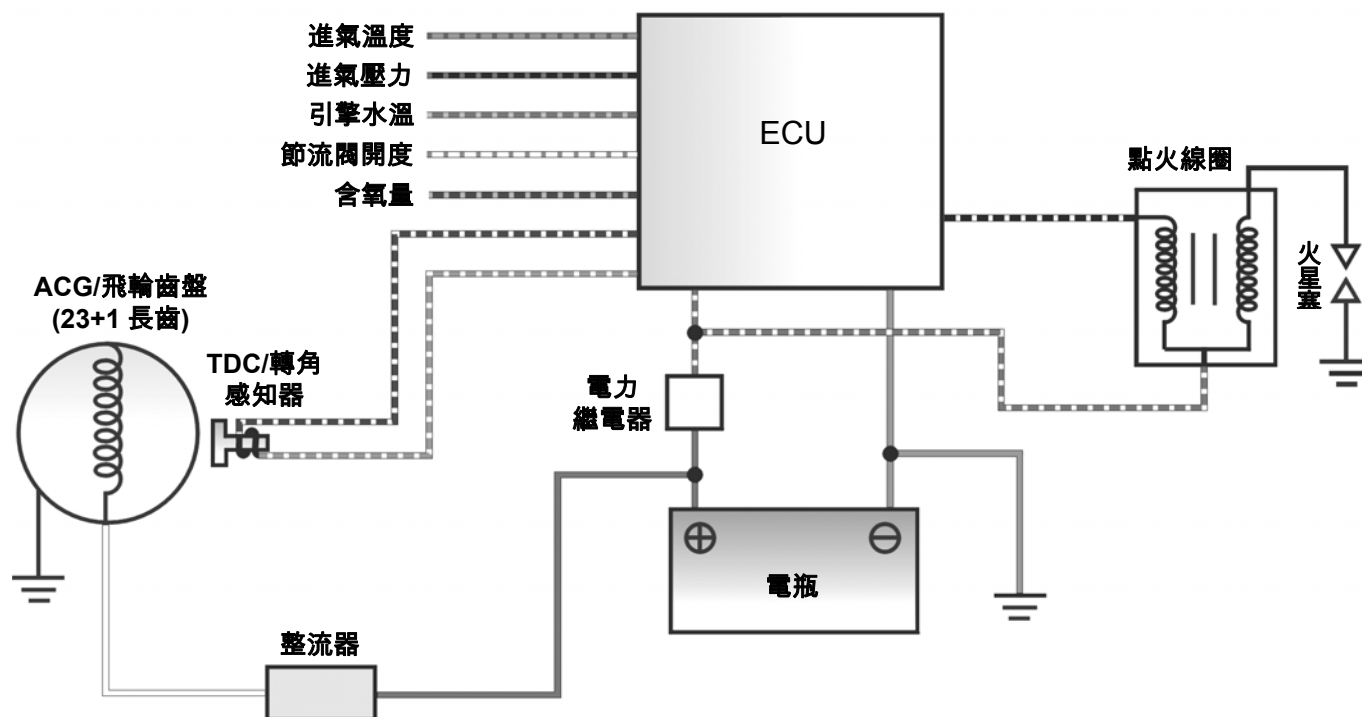 進氣溫度
進氣壓力
引擎水溫
節流閥開度
含氧量
ECU
點火線圈
火星塞
ACG/飛輪齒盤
(23+1 長齒)
TDC/轉角
感知器
電力
繼電器
電瓶
整流器